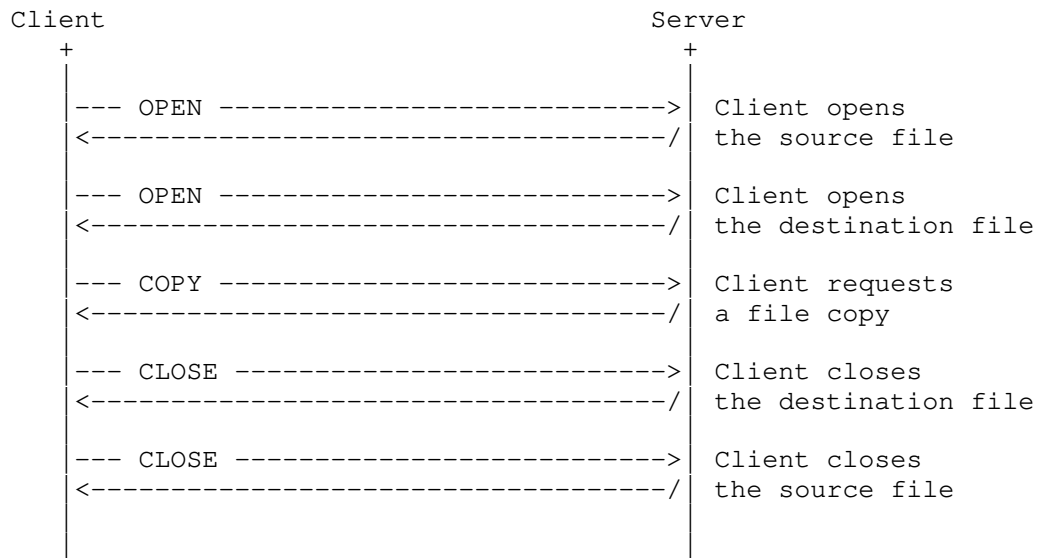 Client                                  Server
   +                                       +
   |                                       |
   |--- OPEN ---------------------------->| Client opens
   |<------------------------------------/| the source file
   |                                       |
   |--- OPEN ---------------------------->| Client opens
   |<------------------------------------/| the destination file
   |                                       |
   |--- COPY ---------------------------->| Client requests
   |<------------------------------------/| a file copy
   |                                       |
   |--- CLOSE --------------------------->| Client closes
   |<------------------------------------/| the destination file
   |                                       |
   |--- CLOSE --------------------------->| Client closes
   |<------------------------------------/| the source file
   |                                       |
   |                                       |